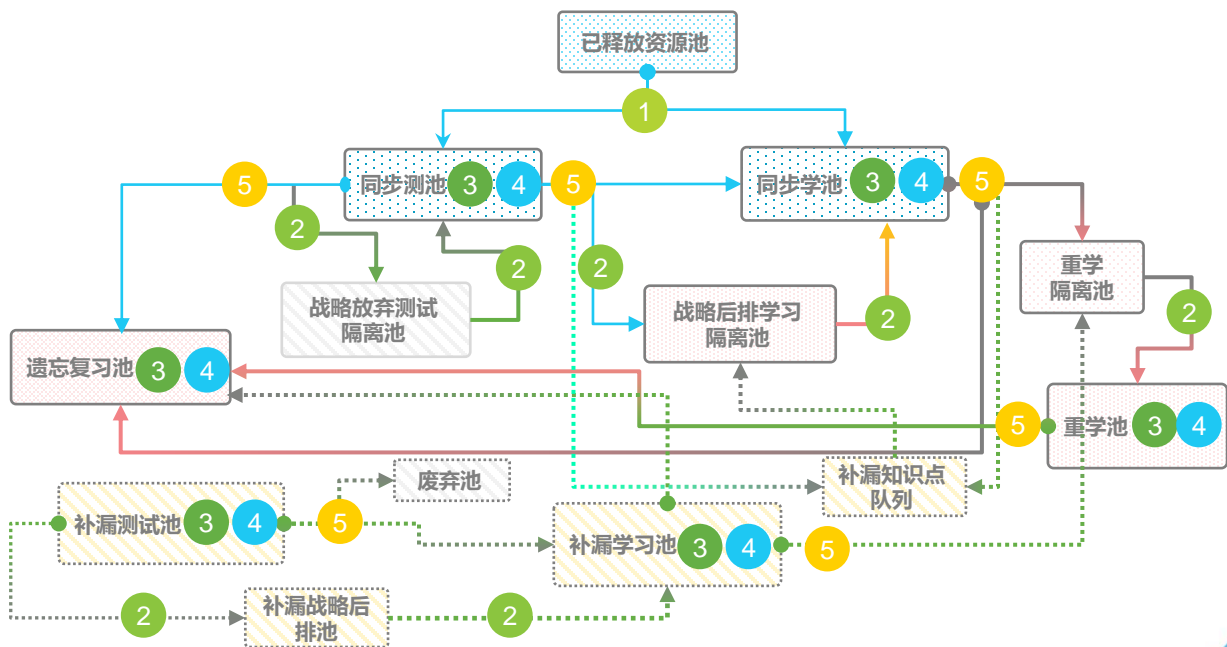 已释放资源池
1
同步测池 3 4
5
同步学池 3 4
5
5
2
2
2
重学
隔离池
战略放弃测试
隔离池
战略后排学习
隔离池
2
2
遗忘复习池 3 4
5
重学池 3 4
废弃池
补漏知识点
队列
补漏测试池 3 4
5
补漏学习池 3 4
5
2
补漏战略后
排池
2